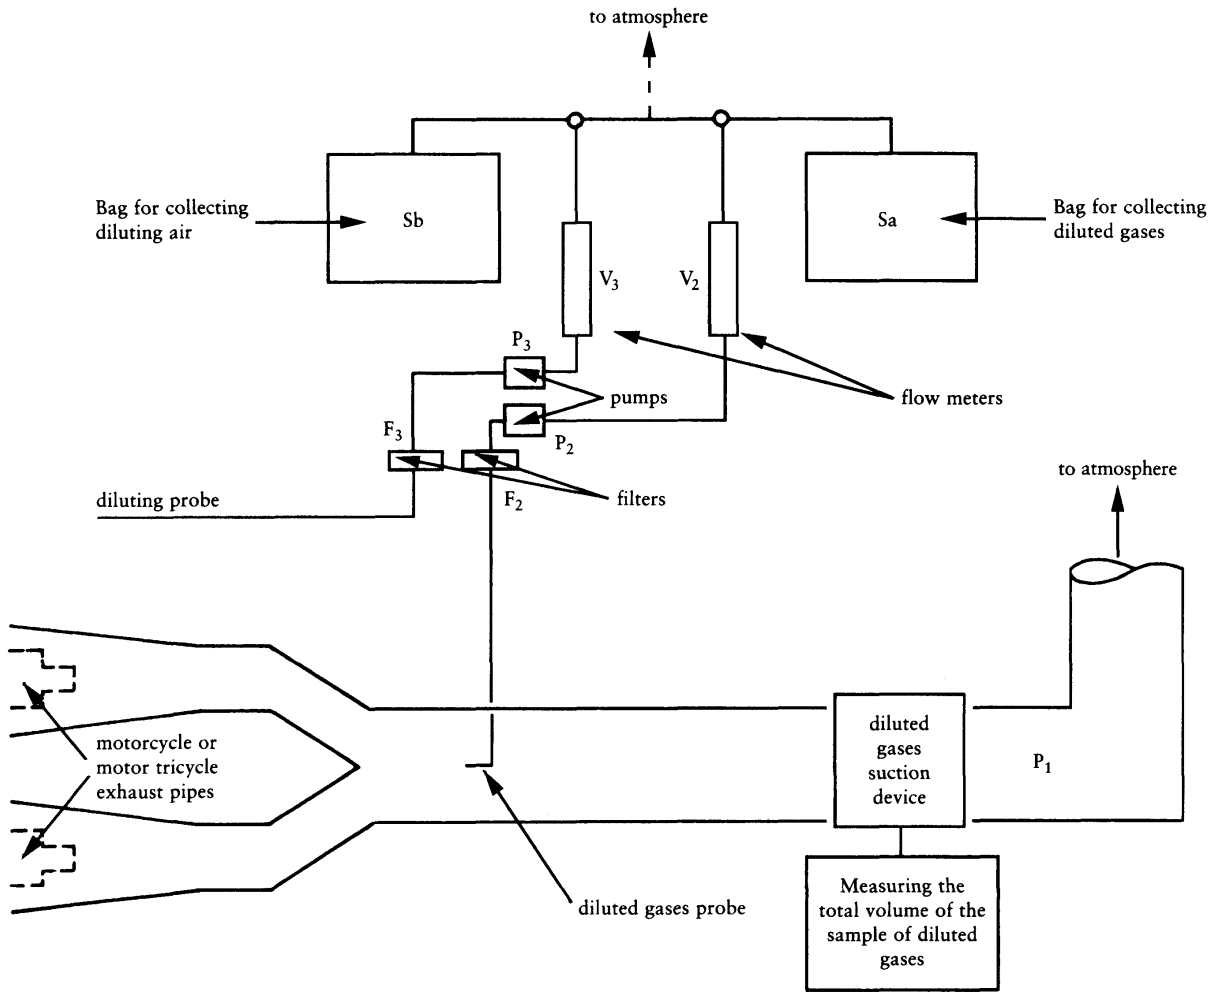 to atmosphere
Bag for collecting
diluting air
Sb
Sa
Bag for collecting
diluted gases
V3
V2
P3
pumps
flow meters
F3
P2
diluting probe
F2
filters
to atmosphere
motorcycle or
motor tricycle
exhaust pipes
diluted
gases
suction
device
P1
diluted gases probe
Measuring the
total volume of the
sample of diluted
gases